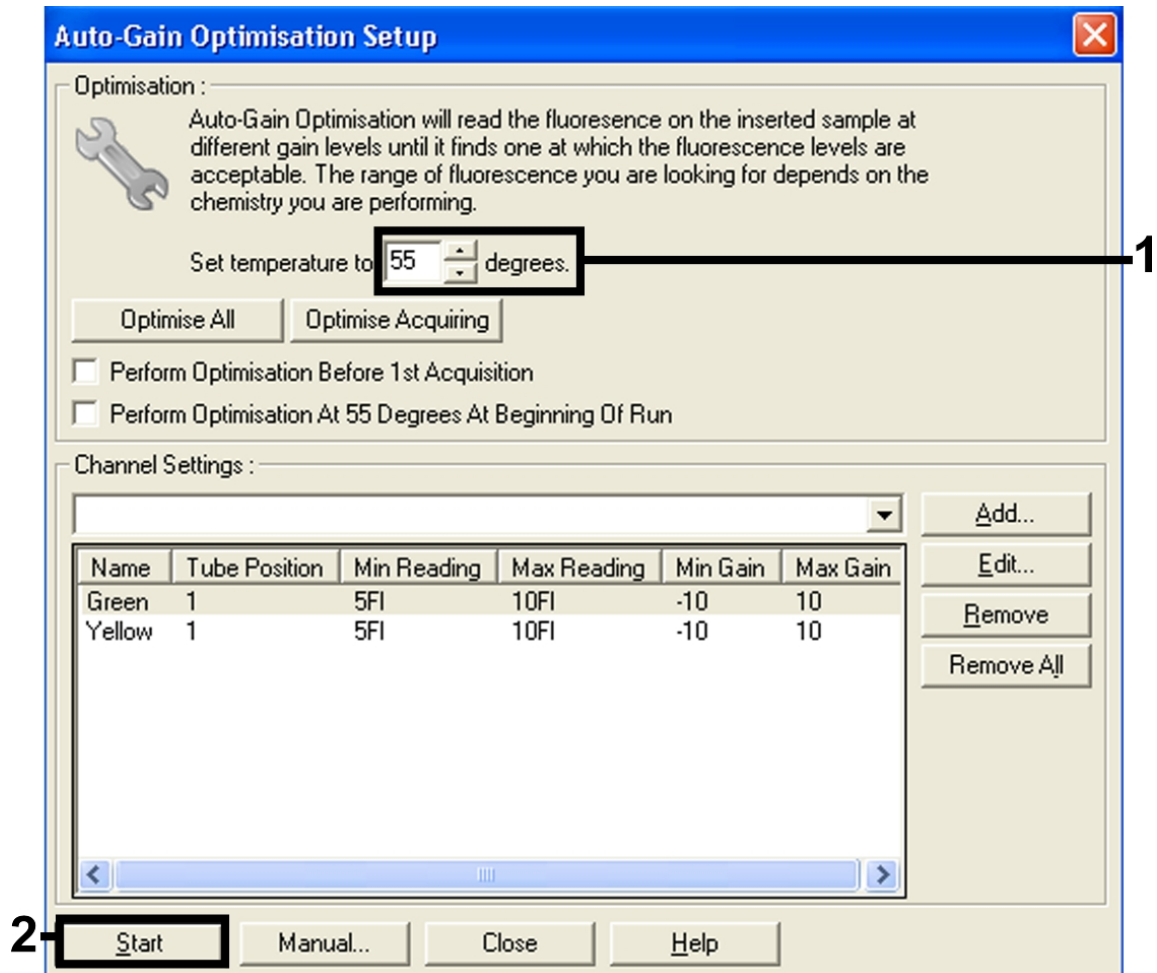 Auto-Gain Optimisation Setup
Optimisation :
Auto-Gain Optimisation will read the fluoresence on the inserted sample at
different gain levels until it finds one at which the fluorescence levels are
acceptable. The range of fluorescence you are looking for depends on the
chemistry you are performing.
Set temperature to 55 degrees.
1
Optimise All Optimise Acquiring
Perform Optimisation Before 1st Acquisition
Perform Optimisation At 55 Degrees At Beginning Of Run
Channel Settings :
Add...
Name Tube Position Min Reading Max Reading Min Gain Max Gain
Edit...
Green 1 5Fl 10Fl -10 10
Remove
Yellow 1 5Fl 10Fl -10 10
Remove All
2
Start Manual... Close Help